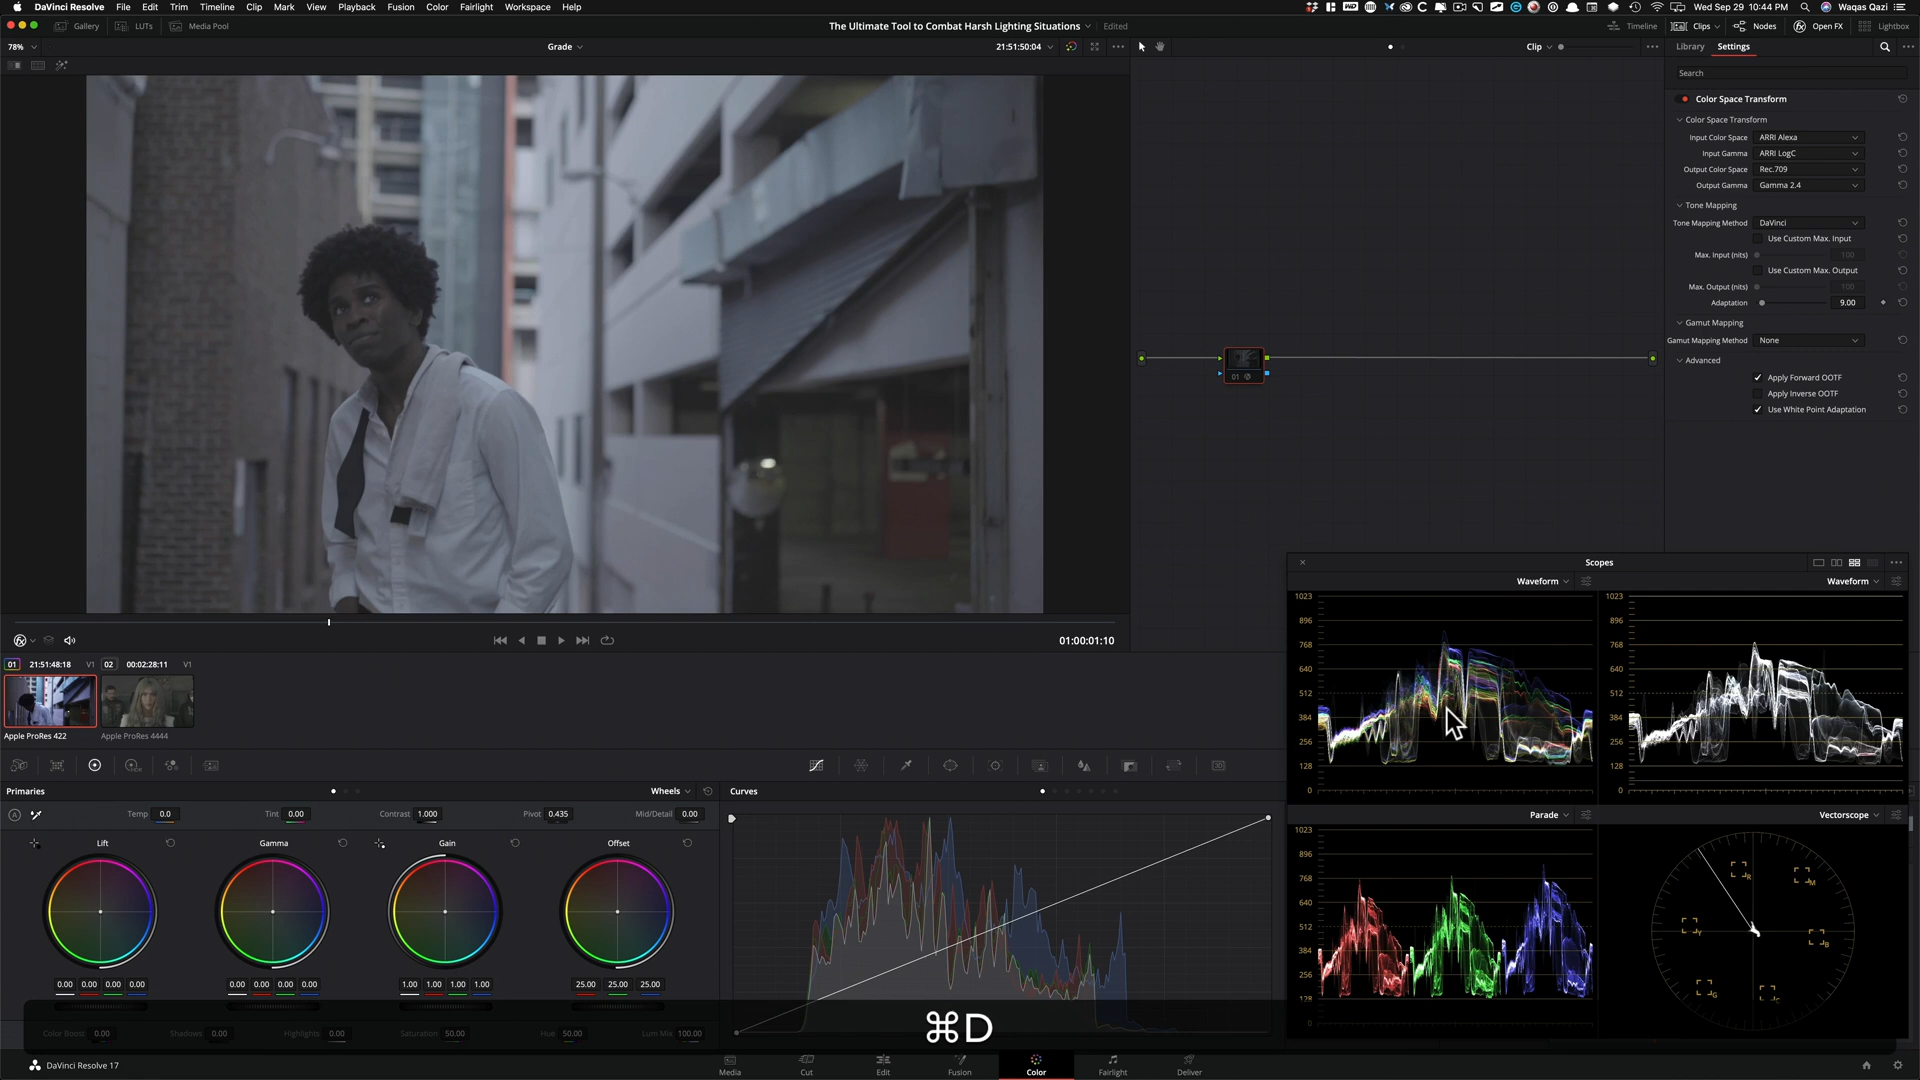 DaVinci Resolve File Edit Trim Timeline Clip Mark View Playback Fusion Color Fairlight Workspace Help
Wed Sep 29 10:44 PM Waqas Qazi
Gallery LUTs Media Pool
The Ultimate Tool to Combat Harsh Lighting Situations Edited
Timeline Clips Nodes Open FX Lightbox
78% Grade 21:51:50:04 Clip
Library Settings
Search
Color Space Transform
Color Space Transform
Input Color Space ARRI Alexa
Input Gamma ARRI LogC
Output Color Space Rec.709
Output Gamma Gamma 2.4
Tone Mapping
Tone Mapping Method DaVinci
Use Custom Max. Input
Max. Input (nits) 100
Use Custom Max. Output
Max. Output (nits) 100
Adaptation 9.00
Gamut Mapping
Gamut Mapping Method None
Advanced
Apply Forward OOTF
Apply Inverse OOTF
Use White Point Adaptation
01
01:00:01:10
01 21:51:48:18 V1 02 00:02:28:11 V1
Apple ProRes 422 Apple ProRes 4444
Scopes
Waveform Waveform
1023 1023
896 896
768 768
640 640
512 512
384 384
256 256
128 128
0 0
Parade Vectorscope
1023
896
768
640
512
384
256
128
0
R
M
Y
B
G
Primaries Wheels Curves
Temp 0.0 Tint 0.00 Contrast 1.000 Pivot 0.435 Mid/Detail 0.00
Lift Gamma Gain Offset
0.00 0.00 0.00 0.00 0.00 0.00 0.00 0.00 1.00 1.00 1.00 1.00 25.00 25.00 25.00
Color Boost 0.00 Shadows 0.00 Highlights 0.00 Saturation 50.00 Hue 50.00 Lum Mix 100.00
⌘D
DaVinci Resolve 17
Media Cut Edit Fusion Color Fairlight Deliver